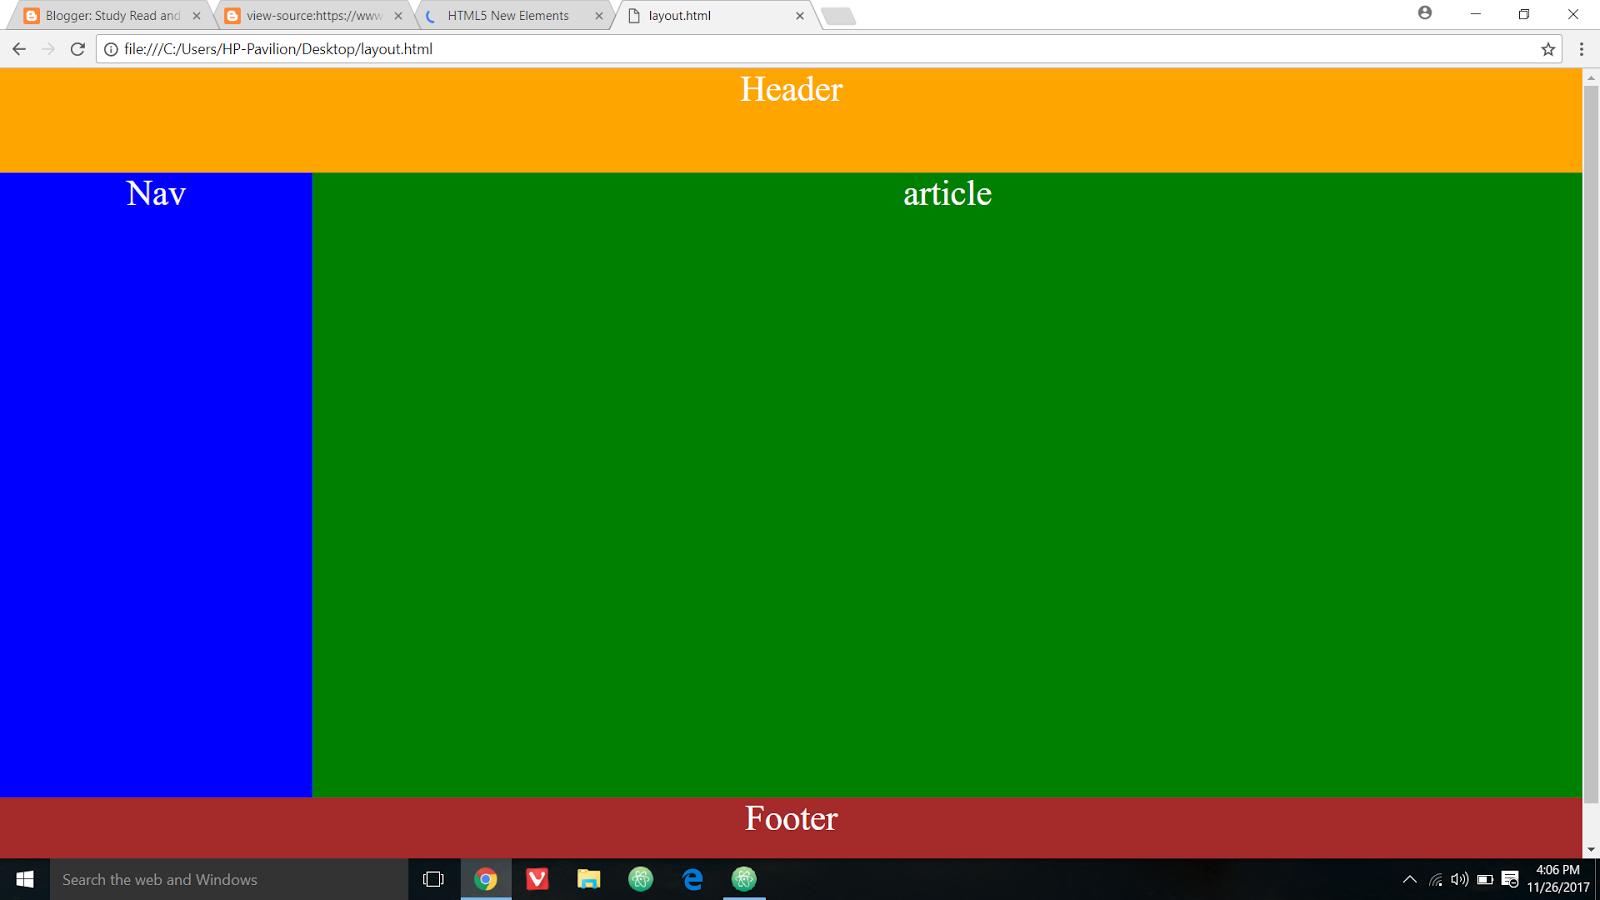 Blogger: Study Read and
view-source:https://www
HTML5 New Elements
layout.html
file:///C:/Users/HP-Pavilion/Desktop/layout.html
Header
Nav
article
Footer
Search the web and Windows
4:06 PM
11/26/2017